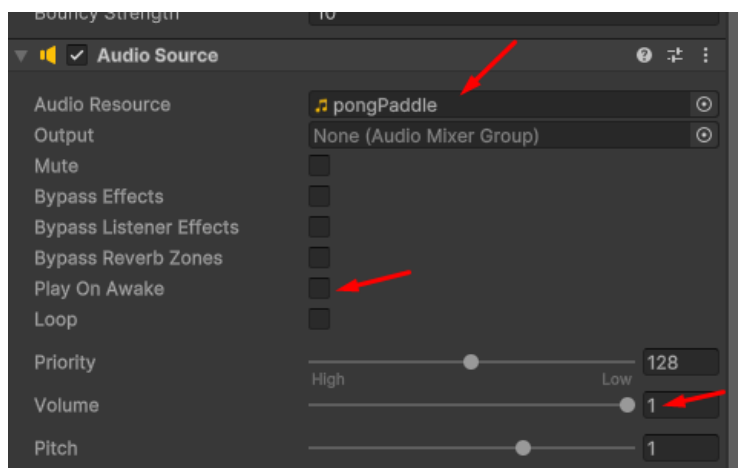 Bouncy Strength 10
Audio Source
Audio Resource pongPaddle
Output None (Audio Mixer Group)
Mute
Bypass Effects
Bypass Listener Effects
Bypass Reverb Zones
Play On Awake
Loop
Priority 128
High Low
Volume 1
Pitch 1